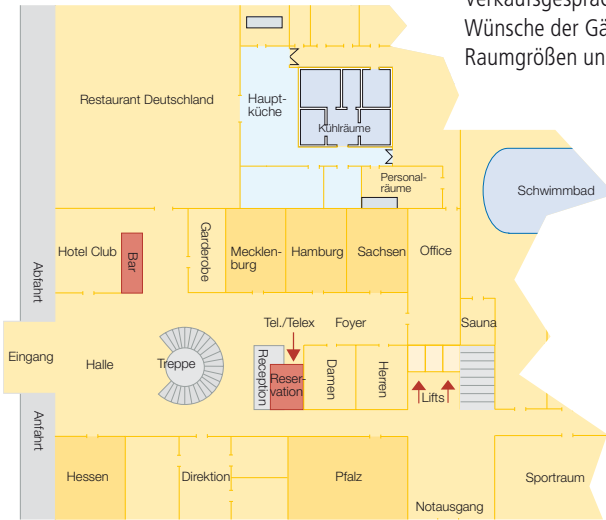 Verkaufsgespräc
Wünsche der Gä
Raumgrößen un
Restaurant Deutschland
Haupt-
küche
Kühlräume
Personal-
räume
Schwimmbad
Hotel Club
Bar
Garderobe
Mecklen-
burg
Hamburg
Sachsen
Office
Abfahrt
Tel./Telex
Foyer
Sauna
Eingang
Halle
Treppe
Reception
Reser-
vation
Damen
Herren
Lifts
Anfahrt
Hessen
Direktion
Pfalz
Sportraum
Notausgang